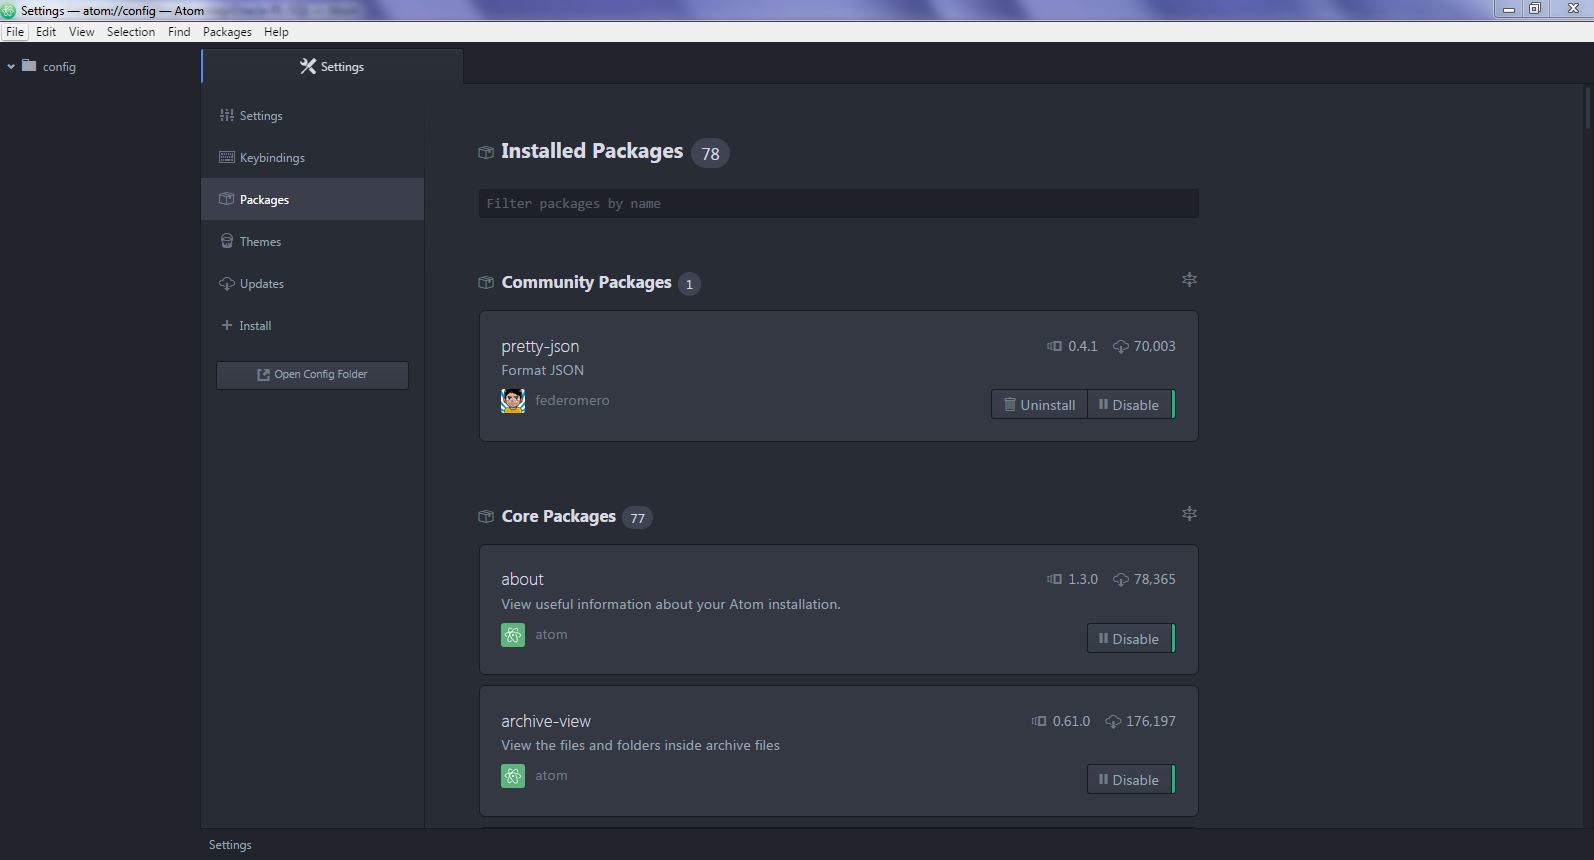 Settings — atom://config — Atom
File Edit View Selection Find Packages Help
config
Settings
Settings
Keybindings
Packages
Themes
Updates
Install
Open Config Folder
Installed Packages 78
Filter packages by name
Community Packages 1
pretty-json 0.4.1 70,003
Format JSON
federomero Uninstall Disable
Core Packages 77
about 1.3.0 78,365
View useful information about your Atom installation.
atom Disable
archive-view 0.61.0 176,197
View the files and folders inside archive files
atom Disable
Settings